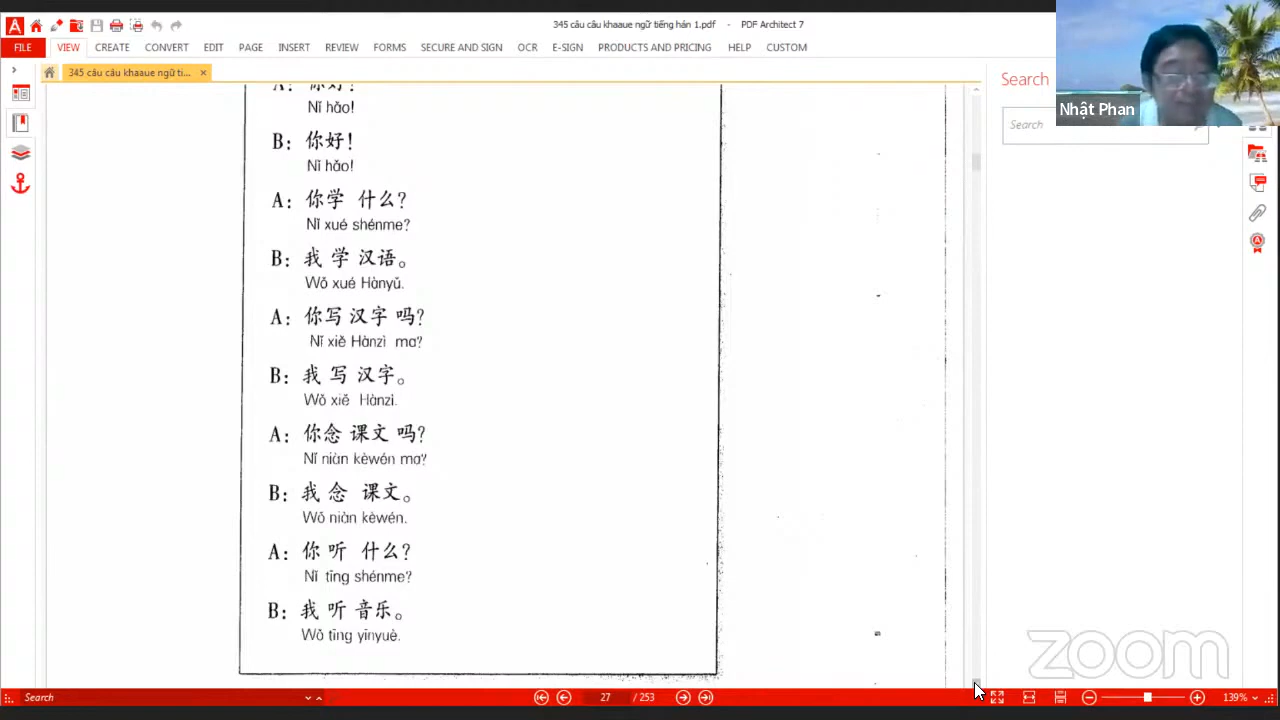 345 câu cấu khaaue ngữ tiếng hán 1.pdf - PDF Architect 7
FILE VIEW CREATE CONVERT EDIT PAGE INSERT REVIEW FORMS SECURE AND SIGN OCR E-SIGN PRODUCTS AND PRICING HELP CUSTOM
345 câu câu khaaue ngữ ti... ×
Search
Search
Nhật Phan
A: 你好!
Nǐ hǎo!
B: 你好!
Nǐ hǎo!
A: 你学 什么?
Nǐ xué shénme?
B: 我 学 汉语。
Wǒ xué Hànyǔ.
A: 你写 汉字 吗?
Nǐ xiě Hànzì ma?
B: 我 写 汉字。
Wǒ xiě Hànzì.
A: 你念 课文 吗?
Nǐ niàn kèwén ma?
B: 我 念 课文。
Wǒ niàn kèwén.
A: 你 听 什么?
Nǐ tīng shénme?
B: 我 听 音乐。
Wǒ tīng yīnyuè.
zoom
Search 27 / 253 139%